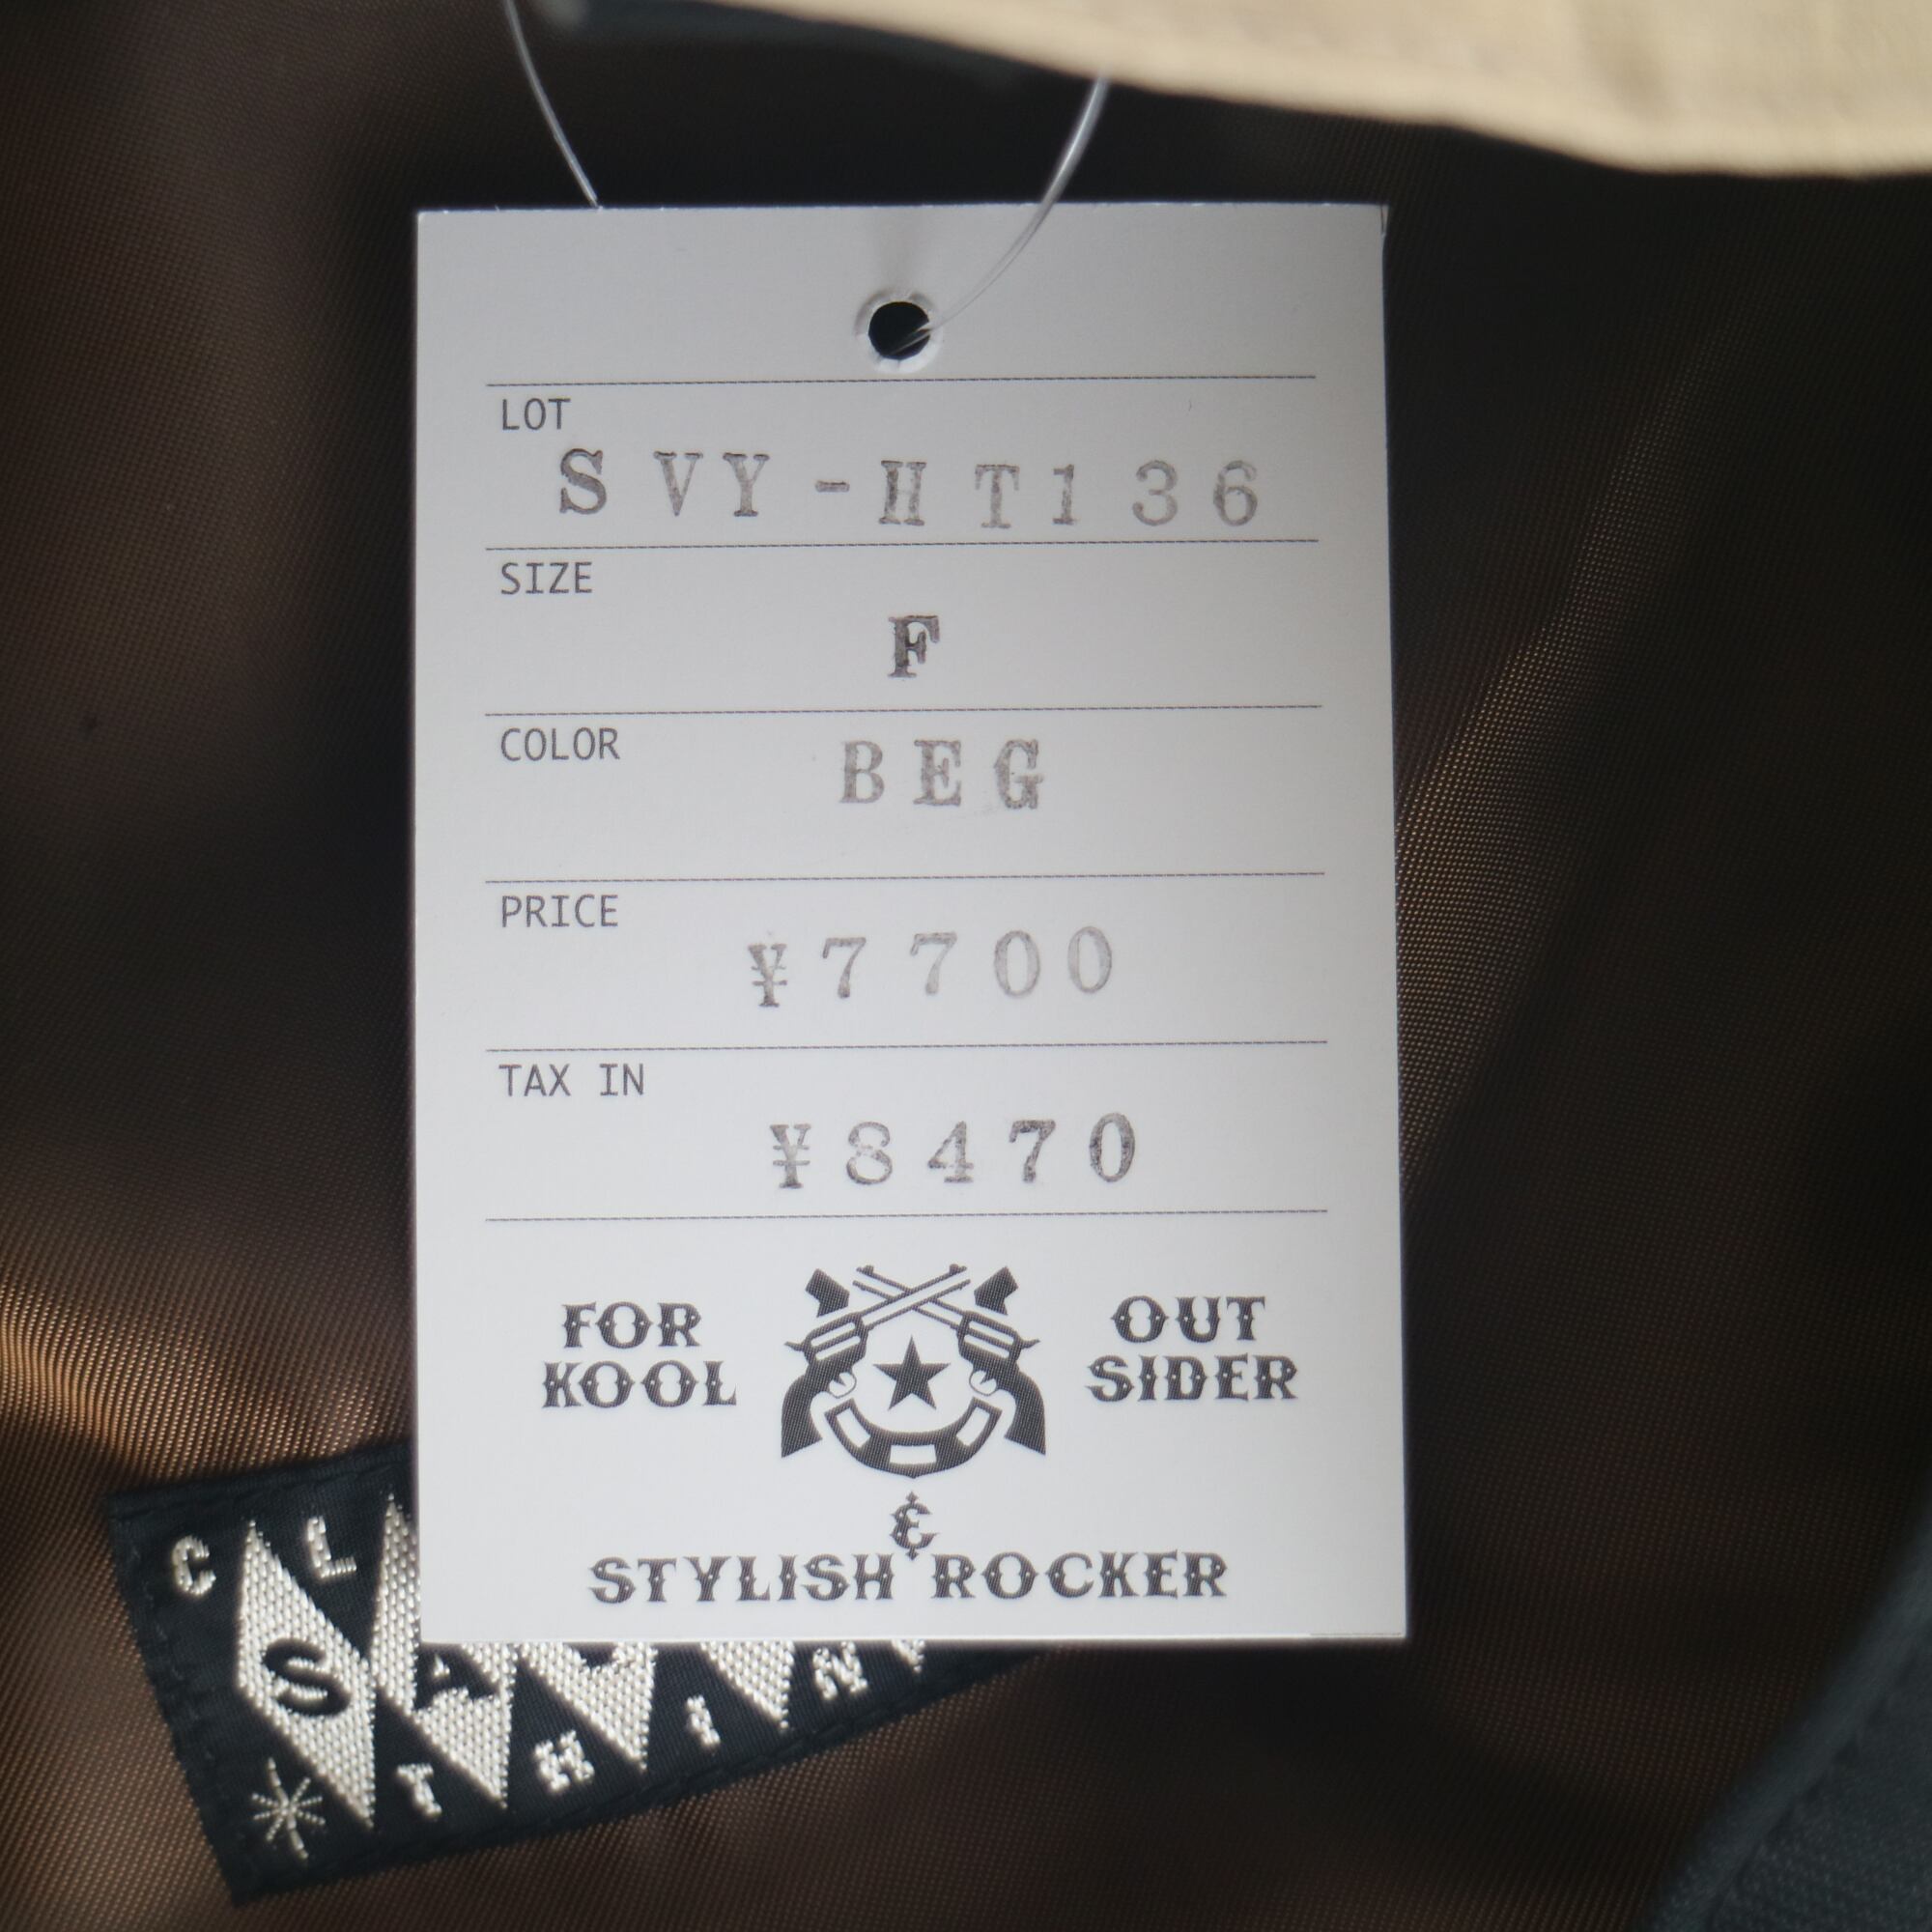 LOT
SVY-HT136
SIZE
F
COLOR
BEG
PRICE
¥7700
TAX IN
¥8470
FOR
KOOL
OUT
SIDER
&
STYLISH ROCKER
C L
S A
T H I N